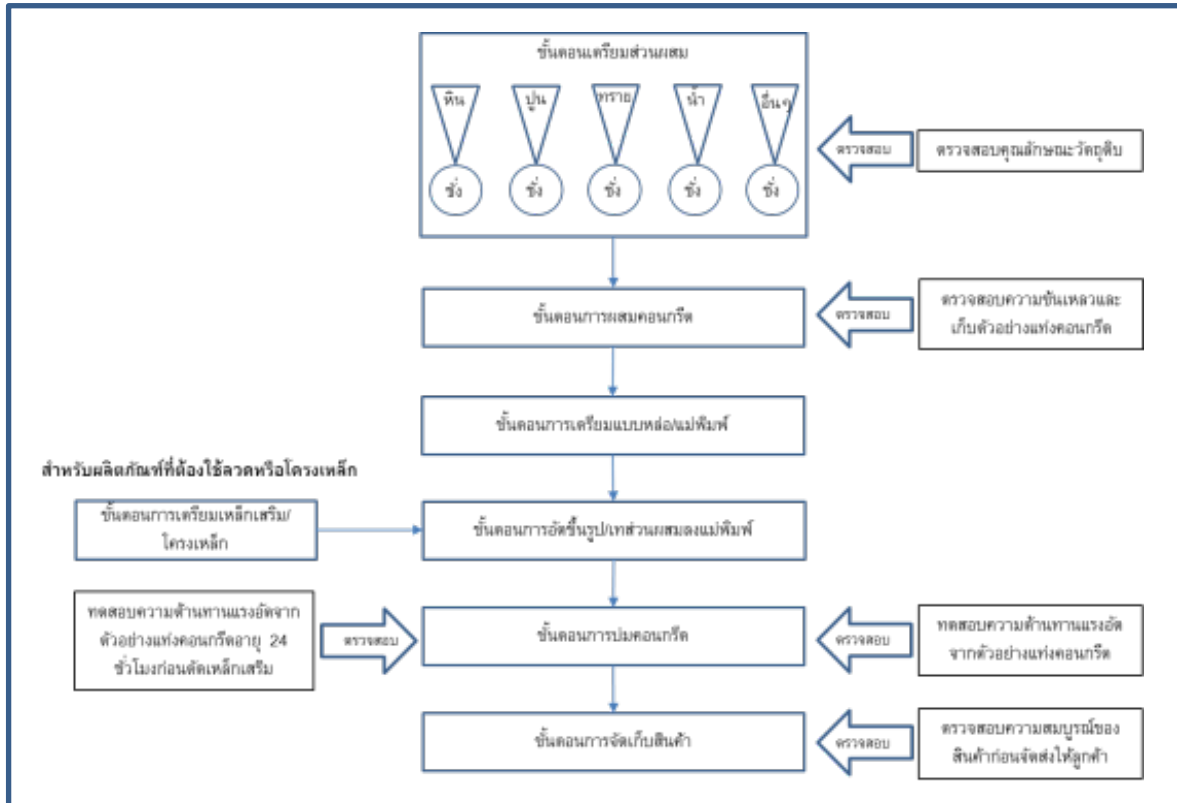 ขั้นตอนเตรียมส่วนผสม
หิน
ปูน
ทราย
น้ำ
อื่นๆ
ชั่ง
ชั่ง
ชั่ง
ชั่ง
ชั่ง
ตรวจสอบ
ตรวจสอบคุณลักษณะวัตถุดิบ
ขั้นตอนการผสมคอนกรีต
ตรวจสอบ
ตรวจสอบความข้นเหลวและ
เก็บตัวอย่างแท่งคอนกรีต
ขั้นตอนการเตรียมแบบหล่อ/แม่พิมพ์
สำหรับผลิตภัณฑ์ที่ต้องใช้ลวดหรือโครงเหล็ก
ขั้นตอนการเตรียมเหล็กเสริม/
โครงเหล็ก
ขั้นตอนการอัดขึ้นรูป/เทส่วนผสมลงแม่พิมพ์
ทดสอบความต้านทานแรงอัดจาก
ตัวอย่างแท่งคอนกรีตอายุ 24
ชั่วโมงก่อนตัดเหล็กเสริม
ตรวจสอบ
ขั้นตอนการบ่มคอนกรีต
ตรวจสอบ
ทดสอบความต้านทานแรงอัด
จากตัวอย่างแท่งคอนกรีต
ขั้นตอนการจัดเก็บสินค้า
ตรวจสอบ
ตรวจสอบความสมบูรณ์ของ
สินค้าก่อนจัดส่งให้ลูกค้า